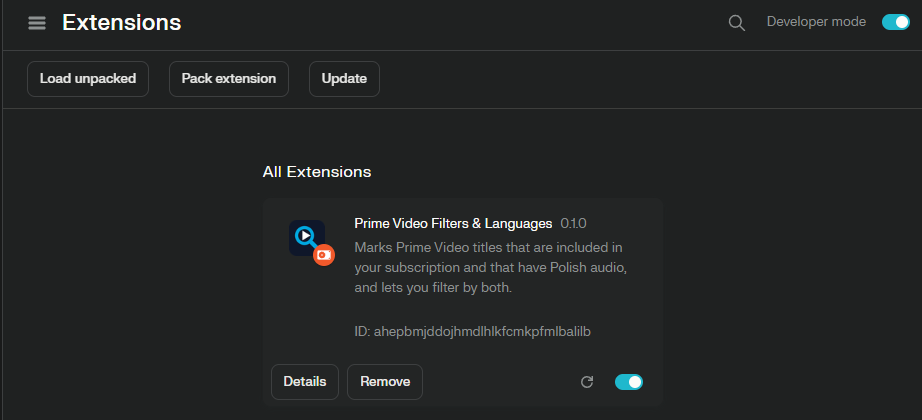 Extensions
Developer mode
Load unpacked
Pack extension
Update
All Extensions
Prime Video Filters & Languages 0.1.0
Marks Prime Video titles that are included in
your subscription and that have Polish audio,
and lets you filter by both.
ID: ahepbmjddojhmdlhlkfcmkpfmlbalilb
Details
Remove